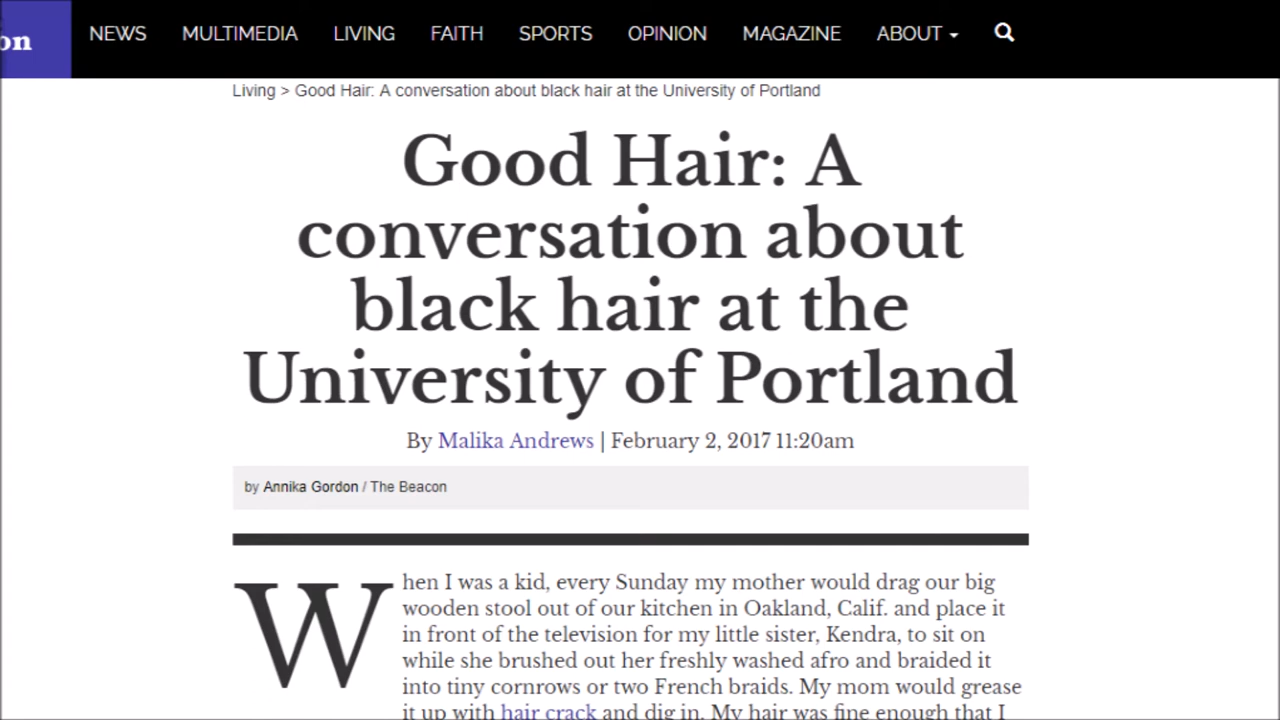 on
NEWS MULTIMEDIA LIVING FAITH SPORTS OPINION MAGAZINE ABOUT
Living > Good Hair: A conversation about black hair at the University of Portland
Good Hair: A
conversation about
black hair at the
University of Portland
By Malika Andrews | February 2, 2017 11:20am
by Annika Gordon / The Beacon
When I was a kid, every Sunday my mother would drag our big
wooden stool out of our kitchen in Oakland, Calif. and place it
in front of the television for my little sister, Kendra, to sit on
while she brushed out her freshly washed afro and braided it
into tiny cornrows or two French braids. My mom would grease
it up with hair crack and dig in. My hair was fine enough that I